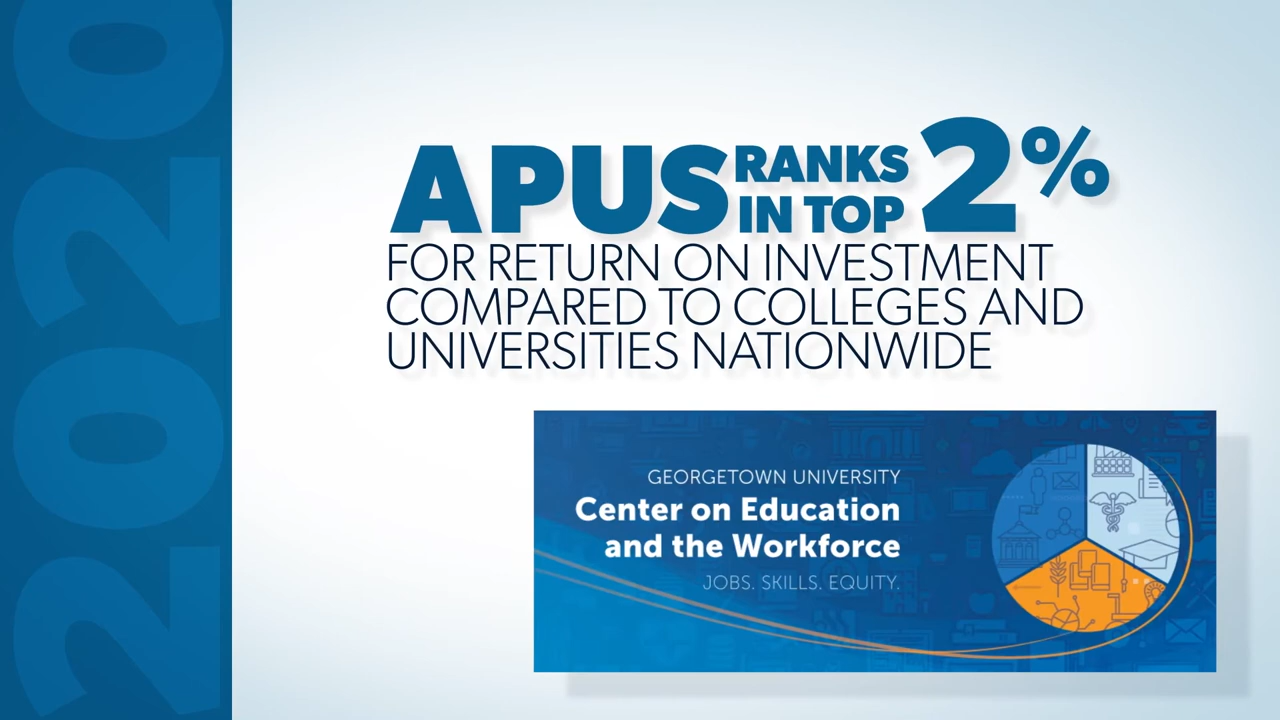 2020
APUS RANKS IN TOP 2%
FOR RETURN ON INVESTMENT
COMPARED TO COLLEGES AND
UNIVERSITIES NATIONWIDE
GEORGETOWN UNIVERSITY
Center on Education
and the Workforce
JOBS. SKILLS. EQUITY.